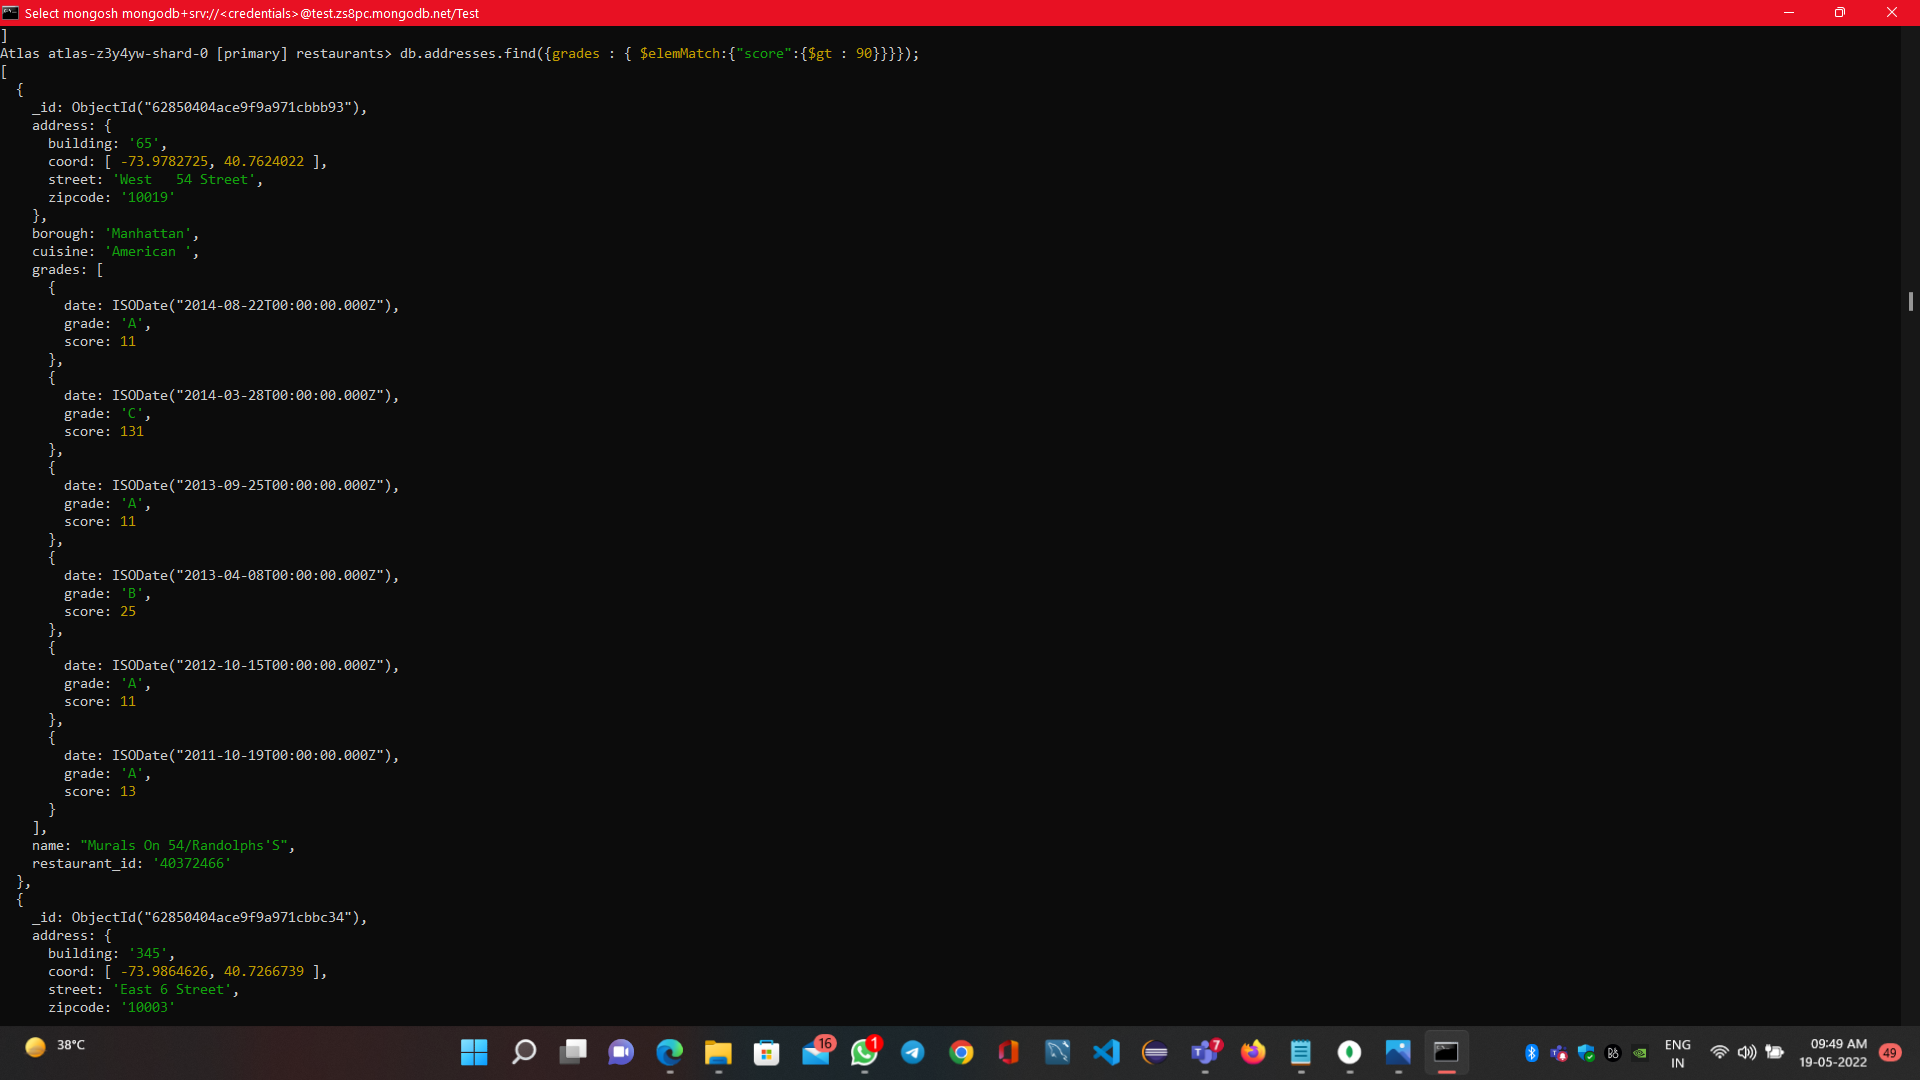 Select mongosh mongodb+srv://<credentials>@test.zs8pc.mongodb.net/Test
]
Atlas atlas-z3y4yw-shard-0 [primary] restaurants> db.addresses.find({grades : { $elemMatch:{"score":{$gt : 90}}}});
[
  {
    _id: ObjectId("62850404ace9f9a971cbbb93"),
    address: {
      building: '65',
      coord: [ -73.9782725, 40.7624022 ],
      street: 'West   54 Street',
      zipcode: '10019'
    },
    borough: 'Manhattan',
    cuisine: 'American ',
    grades: [
      {
        date: ISODate("2014-08-22T00:00:00.000Z"),
        grade: 'A',
        score: 11
      },
      {
        date: ISODate("2014-03-28T00:00:00.000Z"),
        grade: 'C',
        score: 131
      },
      {
        date: ISODate("2013-09-25T00:00:00.000Z"),
        grade: 'A',
        score: 11
      },
      {
        date: ISODate("2013-04-08T00:00:00.000Z"),
        grade: 'B',
        score: 25
      },
      {
        date: ISODate("2012-10-15T00:00:00.000Z"),
        grade: 'A',
        score: 11
      },
      {
        date: ISODate("2011-10-19T00:00:00.000Z"),
        grade: 'A',
        score: 13
      }
    ],
    name: "Murals On 54/Randolphs'S",
    restaurant_id: '40372466'
  },
  {
    _id: ObjectId("62850404ace9f9a971cbbc34"),
    address: {
      building: '345',
      coord: [ -73.9864626, 40.7266739 ],
      street: 'East 6 Street',
      zipcode: '10003'
38°C
16
1
7
ENG
IN
09:49 AM
19-05-2022
49